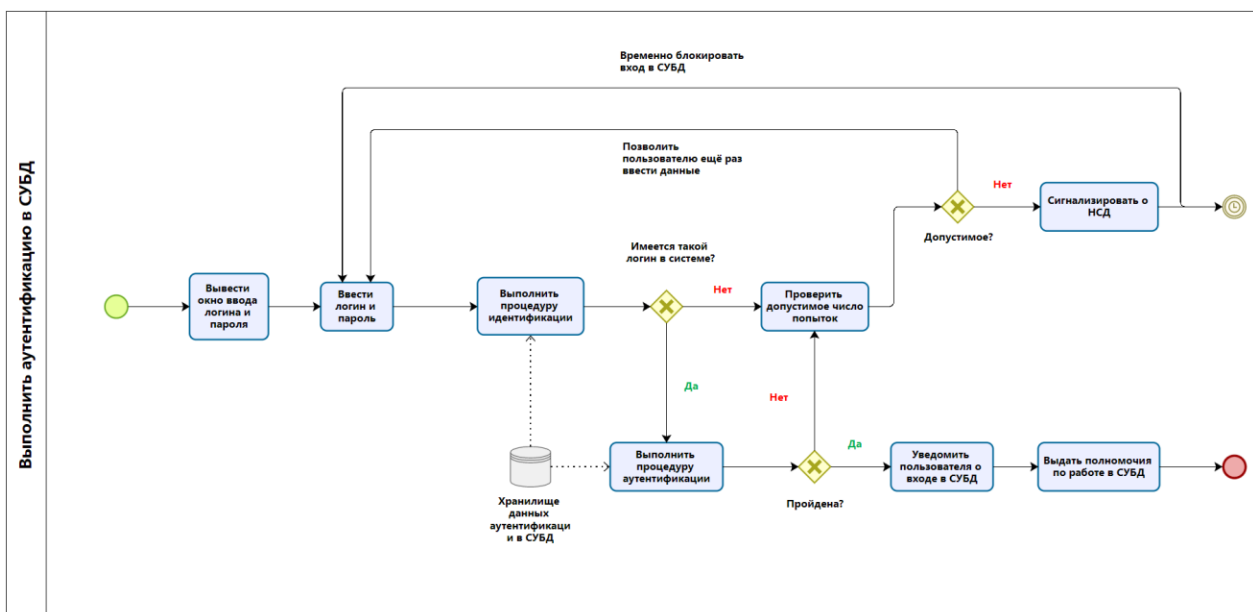 Выполнить аутентификацию в СУБД
Временно блокировать
вход в СУБД
Позволить
пользователю ещё раз
ввести данные
Нет
Сигнализировать о
НСД
Допустимое?
Имеется такой
логин в системе?
Вывести
окно ввода
логина и
пароля
Ввести
логин и
пароль
Выполнить
процедуру
идентификации
Нет
Проверить
допустимое число
попыток
Да
Нет
Да
Выполнить
процедуру
аутентификации
Уведомить
пользователя о
входе в СУБД
Выдать полномочия
по работе в СУБД
Пройдена?
Хранилище
данных
аутентификаци
и в СУБД